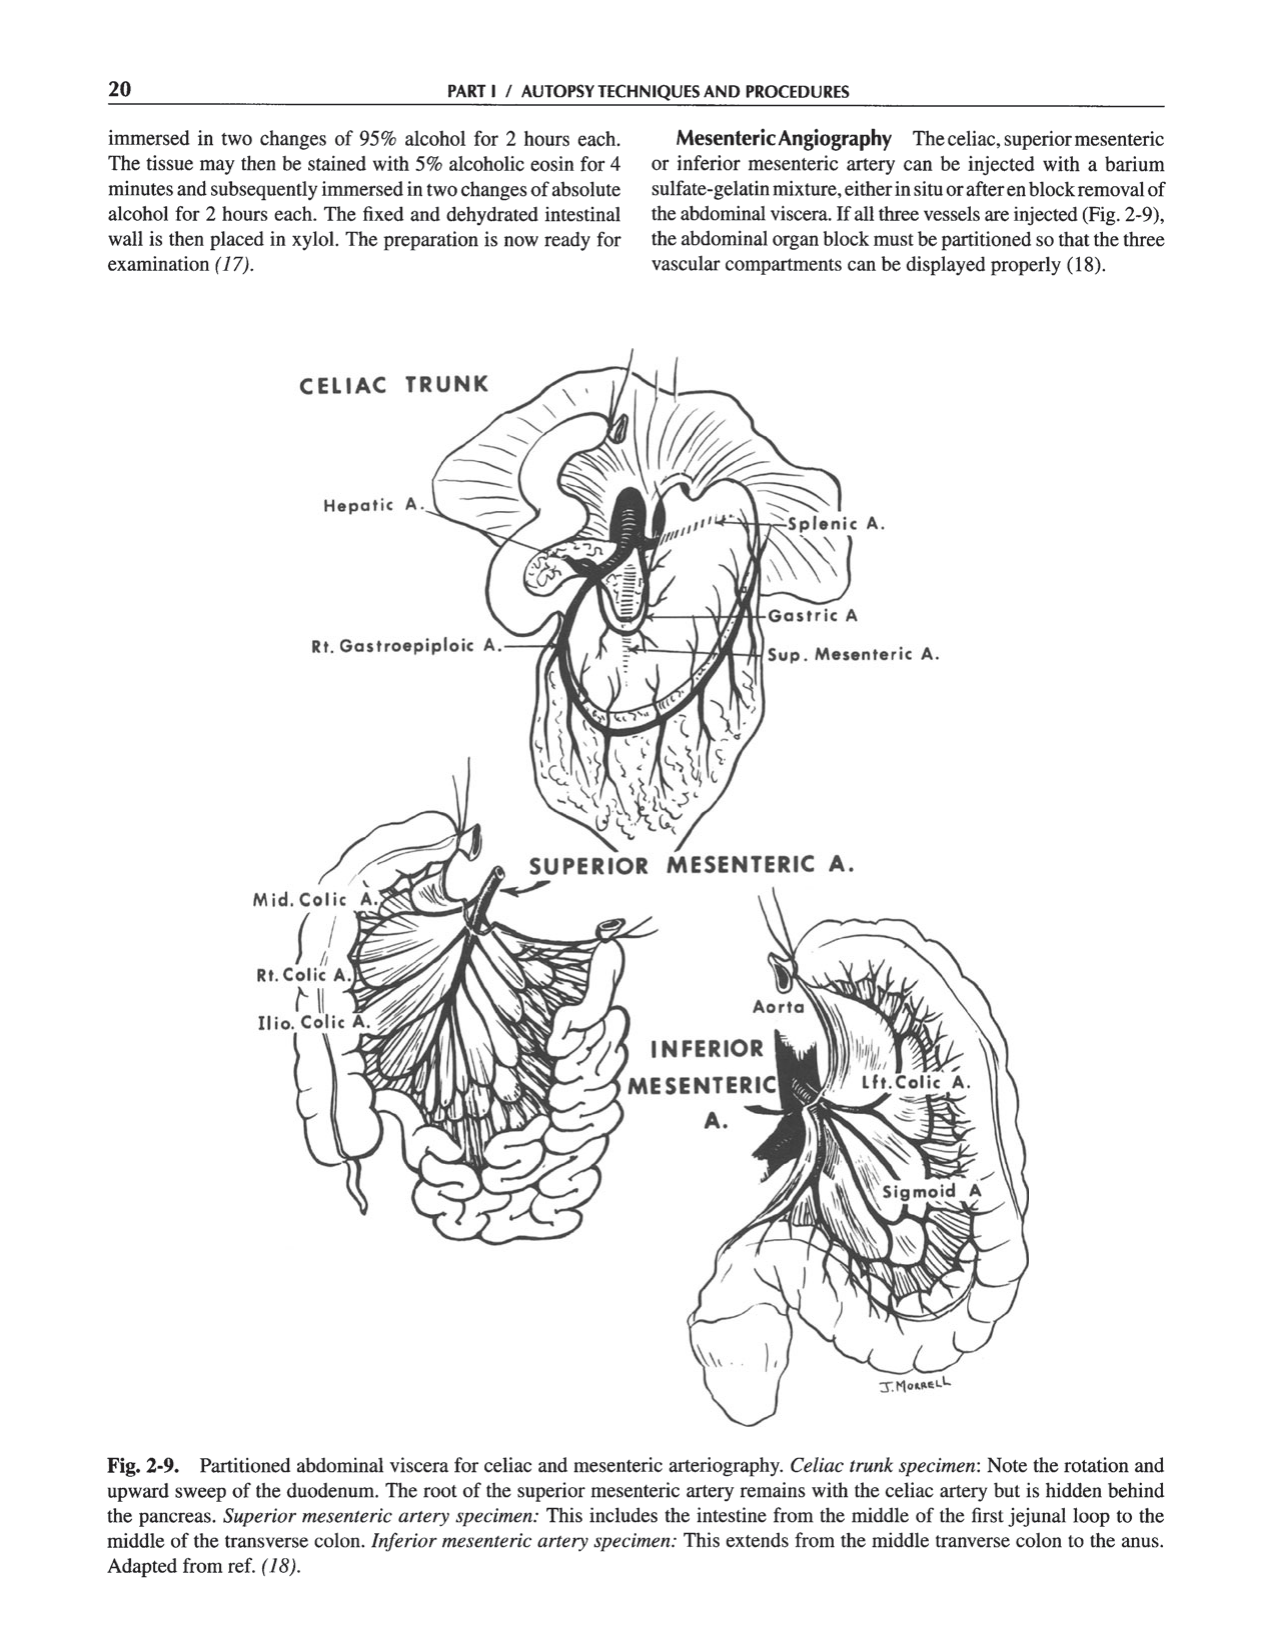 20
PART I / AUTOPSY TECHNIQUES AND PROCEDURES
immersed in two changes of 95% alcohol for 2 hours each.
The tissue may then be stained with 5% alcoholic eosin for 4
minutes and subsequently immersed in two changes of absolute
alcohol for 2 hours each. The fixed and dehydrated intestinal
wall is then placed in xylol. The preparation is now ready for
examination (17).
Mesenteric Angiography The celiac, superior mesenteric
or inferior mesenteric artery can be injected with a barium
sulfate-gelatin mixture, either in situ or after en block removal of
the abdominal viscera. If all three vessels are injected (Fig. 2-9),
the abdominal organ block must be partitioned so that the three
vascular compartments can be displayed properly (18).
CELIAC TRUNK
Hepatic A.
Splenic A.
Gastric A
Rt. Gastroepiploic A.
Sup. Mesenteric A.
SUPERIOR MESENTERIC A.
Mid. Colic A.
Rt. Colic A.
Ilio. Colic A.
Aorta
INFERIOR
MESENTERIC
A.
Lft. Colic A.
Sigmoid A
J. MORRELL
Fig. 2-9. Partitioned abdominal viscera for celiac and mesenteric arteriography. Celiac trunk specimen: Note the rotation and
upward sweep of the duodenum. The root of the superior mesenteric artery remains with the celiac artery but is hidden behind
the pancreas. Superior mesenteric artery specimen: This includes the intestine from the middle of the first jejunal loop to the
middle of the transverse colon. Inferior mesenteric artery specimen: This extends from the middle tranverse colon to the anus.
Adapted from ref. (18).